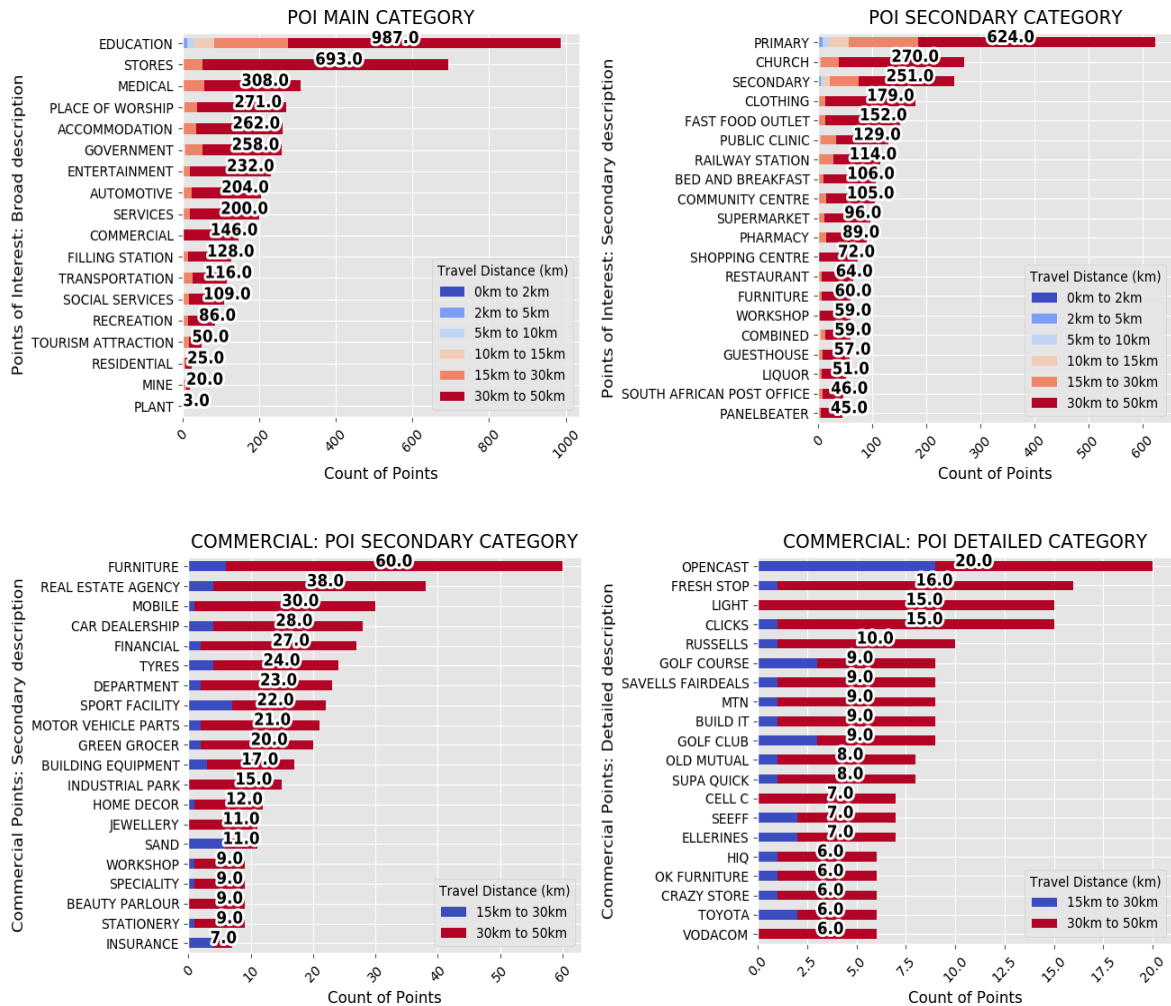 POI MAIN CATEGORY
Points of Interest: Broad description
EDUCATION 987.0
STORES 693.0
MEDICAL 308.0
PLACE OF WORSHIP 271.0
ACCOMMODATION 262.0
GOVERNMENT 258.0
ENTERTAINMENT 232.0
AUTOMOTIVE 204.0
SERVICES 200.0
COMMERCIAL 146.0
FILLING STATION 128.0
TRANSPORTATION 116.0
SOCIAL SERVICES 109.0
RECREATION 86.0
TOURISM ATTRACTION 50.0
RESIDENTIAL 25.0
MINE 20.0
PLANT 3.0
Travel Distance (km)
0km to 2km
2km to 5km
5km to 10km
10km to 15km
15km to 30km
30km to 50km
0 200 400 600 800 1000
Count of Points
POI SECONDARY CATEGORY
Points of Interest: Secondary description
PRIMARY 624.0
CHURCH 270.0
SECONDARY 251.0
CLOTHING 179.0
FAST FOOD OUTLET 152.0
PUBLIC CLINIC 129.0
RAILWAY STATION 114.0
BED AND BREAKFAST 106.0
COMMUNITY CENTRE 105.0
SUPERMARKET 96.0
PHARMACY 89.0
SHOPPING CENTRE 72.0
RESTAURANT 64.0
FURNITURE 60.0
WORKSHOP 59.0
COMBINED 59.0
GUESTHOUSE 57.0
LIQUOR 51.0
SOUTH AFRICAN POST OFFICE 46.0
PANELBEATER 45.0
Travel Distance (km)
0km to 2km
2km to 5km
5km to 10km
10km to 15km
15km to 30km
30km to 50km
0 100 200 300 400 500 600
Count of Points
COMMERCIAL: POI SECONDARY CATEGORY
Commercial Points: Secondary description
FURNITURE 60.0
REAL ESTATE AGENCY 38.0
MOBILE 30.0
CAR DEALERSHIP 28.0
FINANCIAL 27.0
TYRES 24.0
DEPARTMENT 23.0
SPORT FACILITY 22.0
MOTOR VEHICLE PARTS 21.0
GREEN GROCER 20.0
BUILDING EQUIPMENT 17.0
INDUSTRIAL PARK 15.0
HOME DECOR 12.0
JEWELLERY 11.0
SAND 11.0
WORKSHOP 9.0
SPECIALITY 9.0
BEAUTY PARLOUR 9.0
STATIONERY 9.0
INSURANCE 7.0
Travel Distance (km)
15km to 30km
30km to 50km
0 10 20 30 40 50 60
Count of Points
COMMERCIAL: POI DETAILED CATEGORY
Commercial Points: Detailed description
OPENCAST 20.0
FRESH STOP 16.0
LIGHT 15.0
CLICKS 15.0
RUSSELLS 10.0
GOLF COURSE 9.0
SAVELLS FAIRDEALS 9.0
MTN 9.0
BUILD IT 9.0
GOLF CLUB 9.0
OLD MUTUAL 8.0
SUPA QUICK 8.0
CELL C 7.0
SEEFF 7.0
ELLERINES 7.0
HIQ 6.0
OK FURNITURE 6.0
CRAZY STORE 6.0
TOYOTA 6.0
VODACOM 6.0
Travel Distance (km)
15km to 30km
30km to 50km
0.0 2.5 5.0 7.5 10.0 12.5 15.0 17.5 20.0
Count of Points